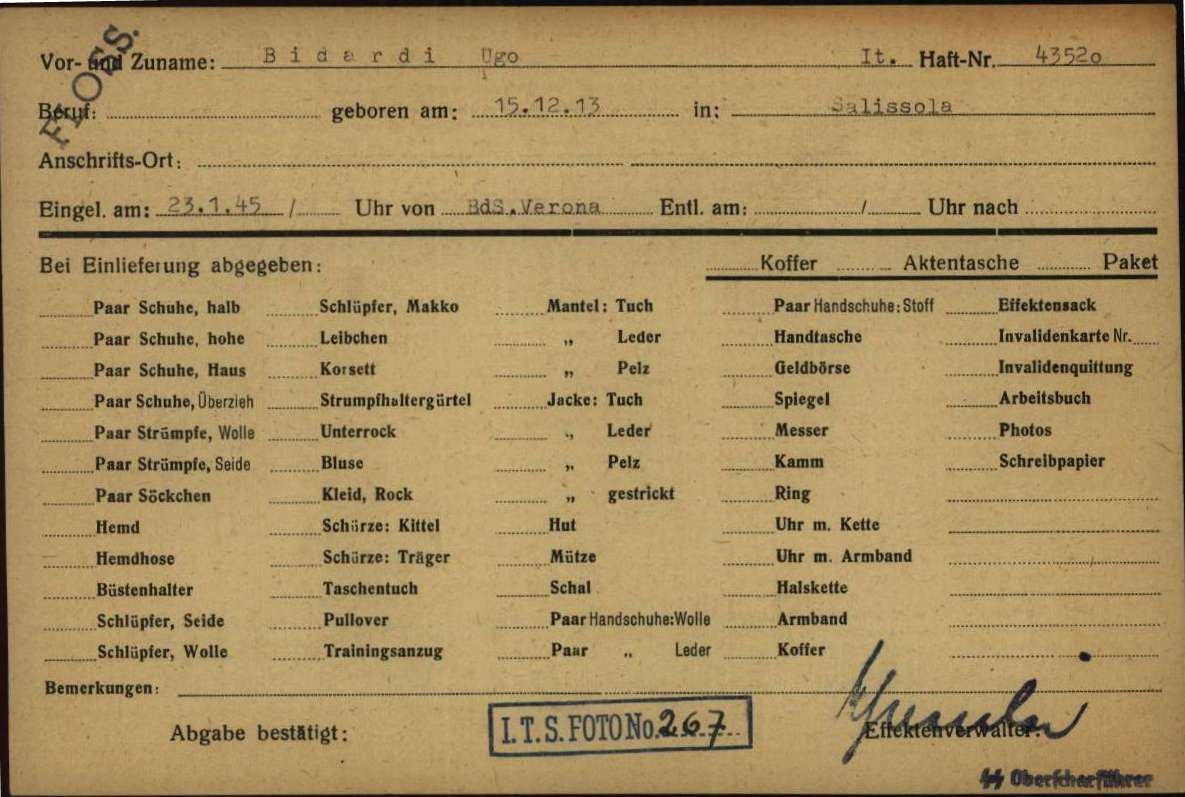 FLOSS.
Vor- und Zuname: Bidardi Ugo It. Haft-Nr. 43520
Beruf: geboren am: 15.12.13 in: Salissola
Anschrifts-Ort:
Eingel. am: 23.1.45 / Uhr von BdS.Verona Entl. am: / Uhr nach
Bei Einlieferung abgegeben: Koffer Aktentasche Paket
Paar Schuhe, halb Schlüpfer, Makko Mantel: Tuch Paar Handschuhe: Stoff Effektensack
Paar Schuhe, hohe Leibchen „ Leder Handtasche Invalidenkarte Nr.
Paar Schuhe, Haus Korsett „ Pelz Geldbörse Invalidenquittung
Paar Schuhe, Überzieh Strumpfhaltergürtel Jacke: Tuch Spiegel Arbeitsbuch
Paar Strümpfe, Wolle Unterrock „ Leder Messer Photos
Paar Strümpfe, Seide Bluse „ Pelz Kamm Schreibpapier
Paar Söckchen Kleid, Rock „ gestrickt Ring
Hemd Schürze: Kittel Hut Uhr m. Kette
Hemdhose Schürze: Träger Mütze Uhr m. Armband
Büstenhalter Taschentuch Schal Halskette
Schlüpfer, Seide Pullover Paar Handschuhe: Wolle Armband
Schlüpfer, Wolle Trainingsanzug Paar „ Leder Koffer
Bemerkungen:
Abgabe bestätigt: I.T.S. FOTO No. 267 Effektenverwalter:
SS Oberscharführer